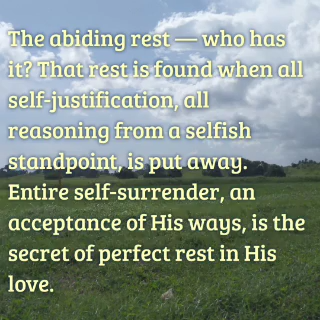 The abiding rest — who has
it? That rest is found when all
self-justification, all
reasoning from a selfish
standpoint, is put away.
Entire self-surrender, an
acceptance of His ways, is the
secret of perfect rest in His
love.